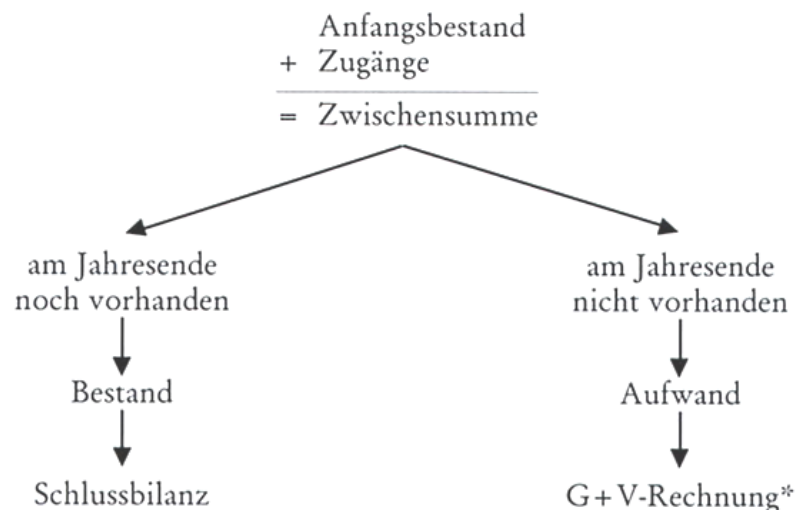 Anfangsbestand
+ Zugänge
= Zwischensumme
am Jahresende
noch vorhanden
Bestand
Schlussbilanz
am Jahresende
nicht vorhanden
Aufwand
G+V-Rechnung*